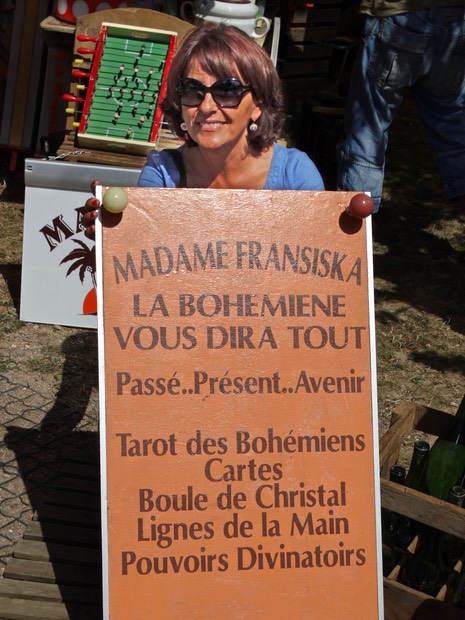 MADAME FRANSISKA
LA BOHEMIENE
VOUS DIRA TOUT
Passé..Présent..Avenir
Tarot des Bohémiens
Cartes
Boule de Christal
Lignes de la Main
Pouvoirs Divinatoirs